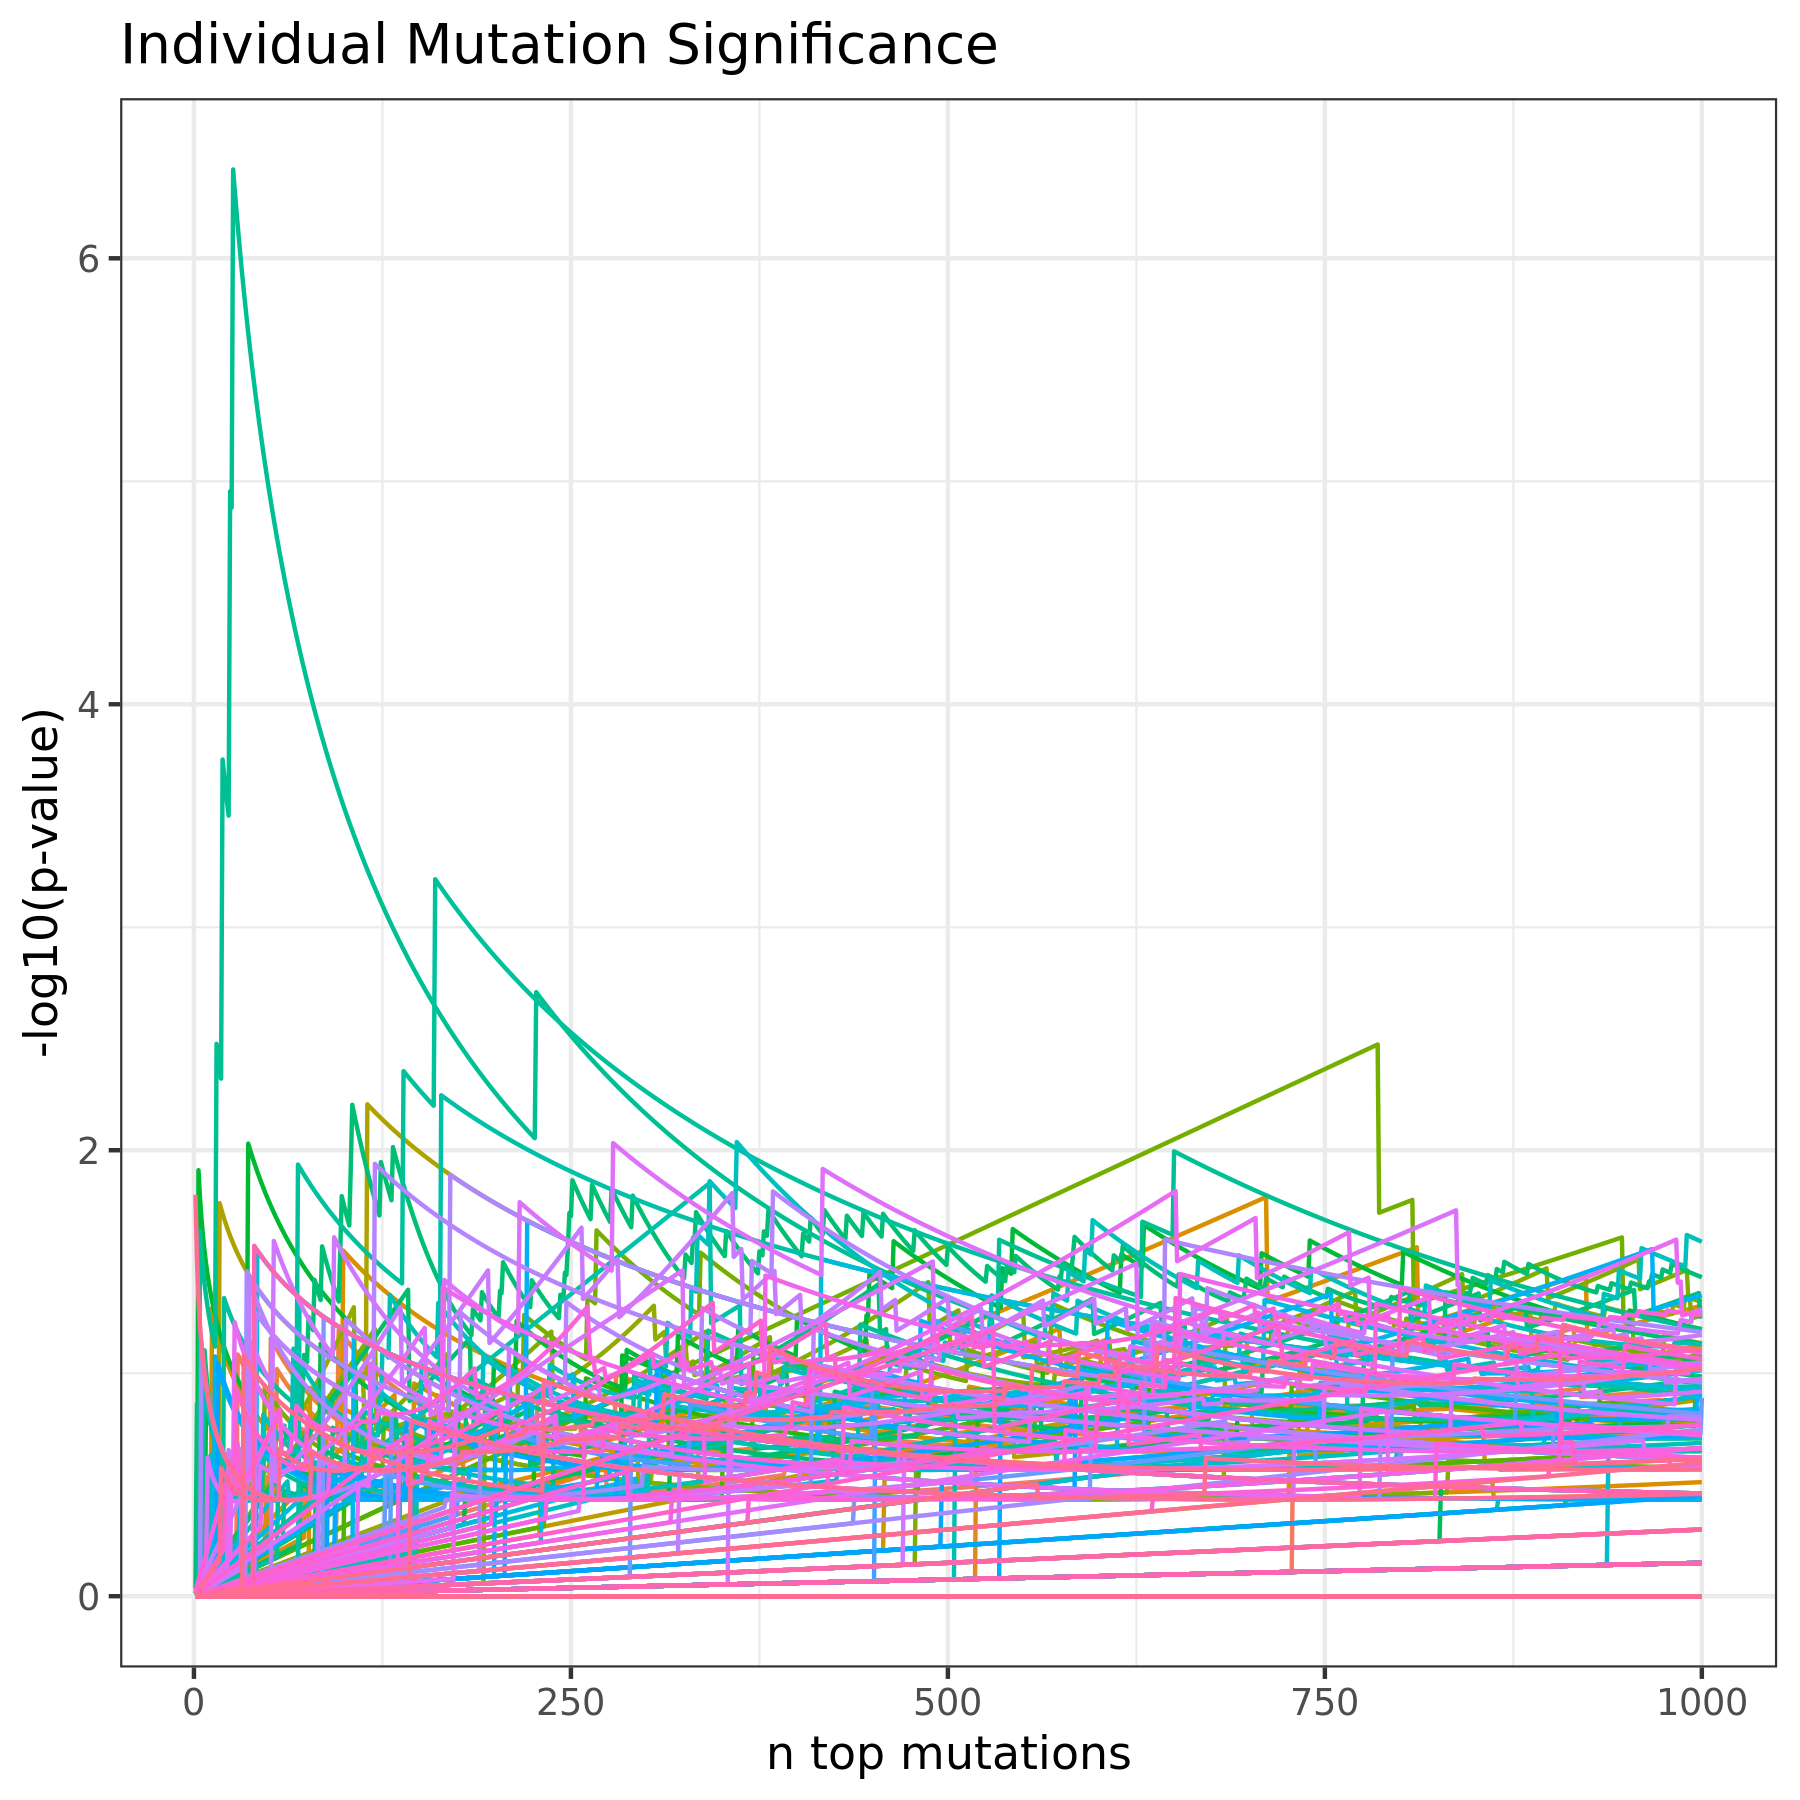 Individual Mutation Significance
-log10(p-value)
6
4
2
0
0 250 500 750 1000
n top mutations